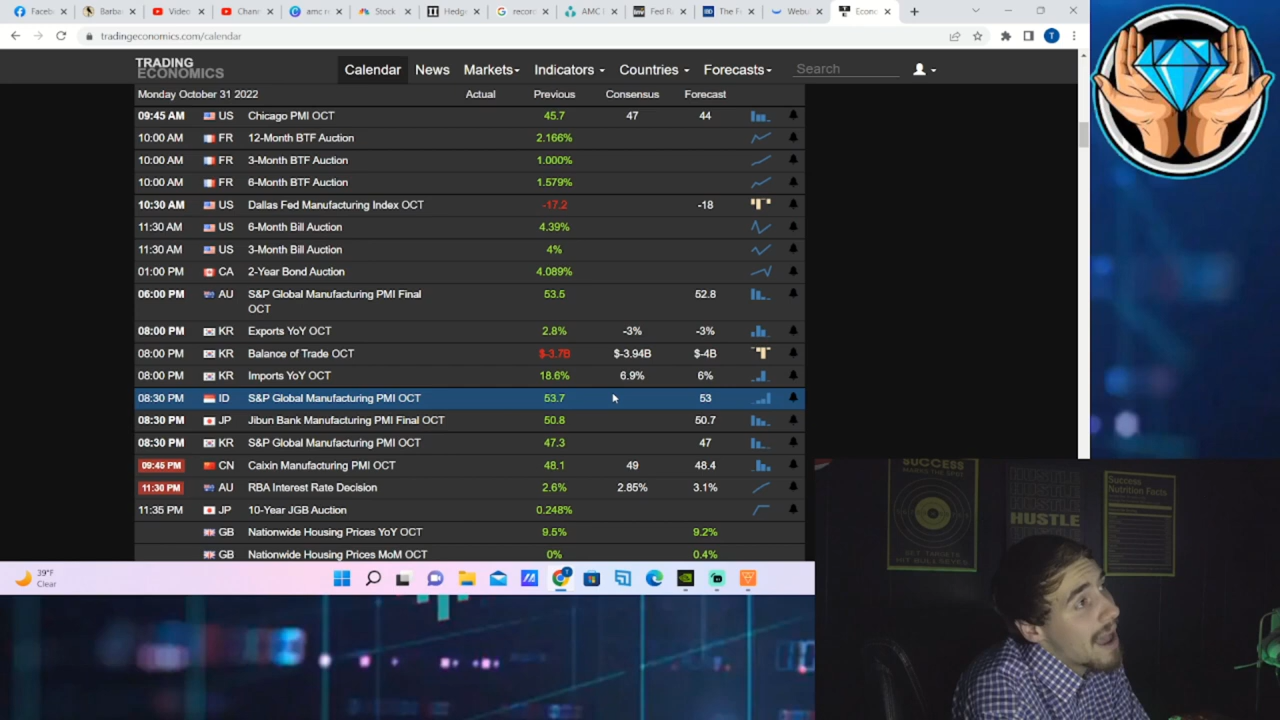 Faceb
Barba
Video
Chan
amc r
Stock
Hedg
recor
AMC
Fed R
The F
Webu
Econ
tradingeconomics.com/calendar
TRADING
ECONOMICS
Calendar News Markets Indicators Countries Forecasts Search
Monday October 31 2022 Actual Previous Consensus Forecast
09:45 AM US Chicago PMI OCT 45.7 47 44
10:00 AM FR 12-Month BTF Auction 2.166%
10:00 AM FR 3-Month BTF Auction 1.000%
10:00 AM FR 6-Month BTF Auction 1.579%
10:30 AM US Dallas Fed Manufacturing Index OCT -17.2 -18
11:30 AM US 6-Month Bill Auction 4.39%
11:30 AM US 3-Month Bill Auction 4%
01:00 PM CA 2-Year Bond Auction 4.089%
06:00 PM AU S&P Global Manufacturing PMI Final 53.5 52.8
OCT
08:00 PM KR Exports YoY OCT 2.8% -3% -3%
08:00 PM KR Balance of Trade OCT $-3.7B $-3.94B $-4B
08:00 PM KR Imports YoY OCT 18.6% 6.9% 6%
08:30 PM ID S&P Global Manufacturing PMI OCT 53.7 53
08:30 PM JP Jibun Bank Manufacturing PMI Final OCT 50.8 50.7
08:30 PM KR S&P Global Manufacturing PMI OCT 47.3 47
09:45 PM CN Caixin Manufacturing PMI OCT 48.1 49 48.4
11:30 PM AU RBA Interest Rate Decision 2.6% 2.85% 3.1%
11:35 PM JP 10-Year JGB Auction 0.248%
GB Nationwide Housing Prices YoY OCT 9.5% 9.2%
GB Nationwide Housing Prices MoM OCT 0% 0.4%
39°F
Clear
SUCCESS
HUSTLE
SET TARGETS
HIT BULLSEYES
Success
Nutrition Facts